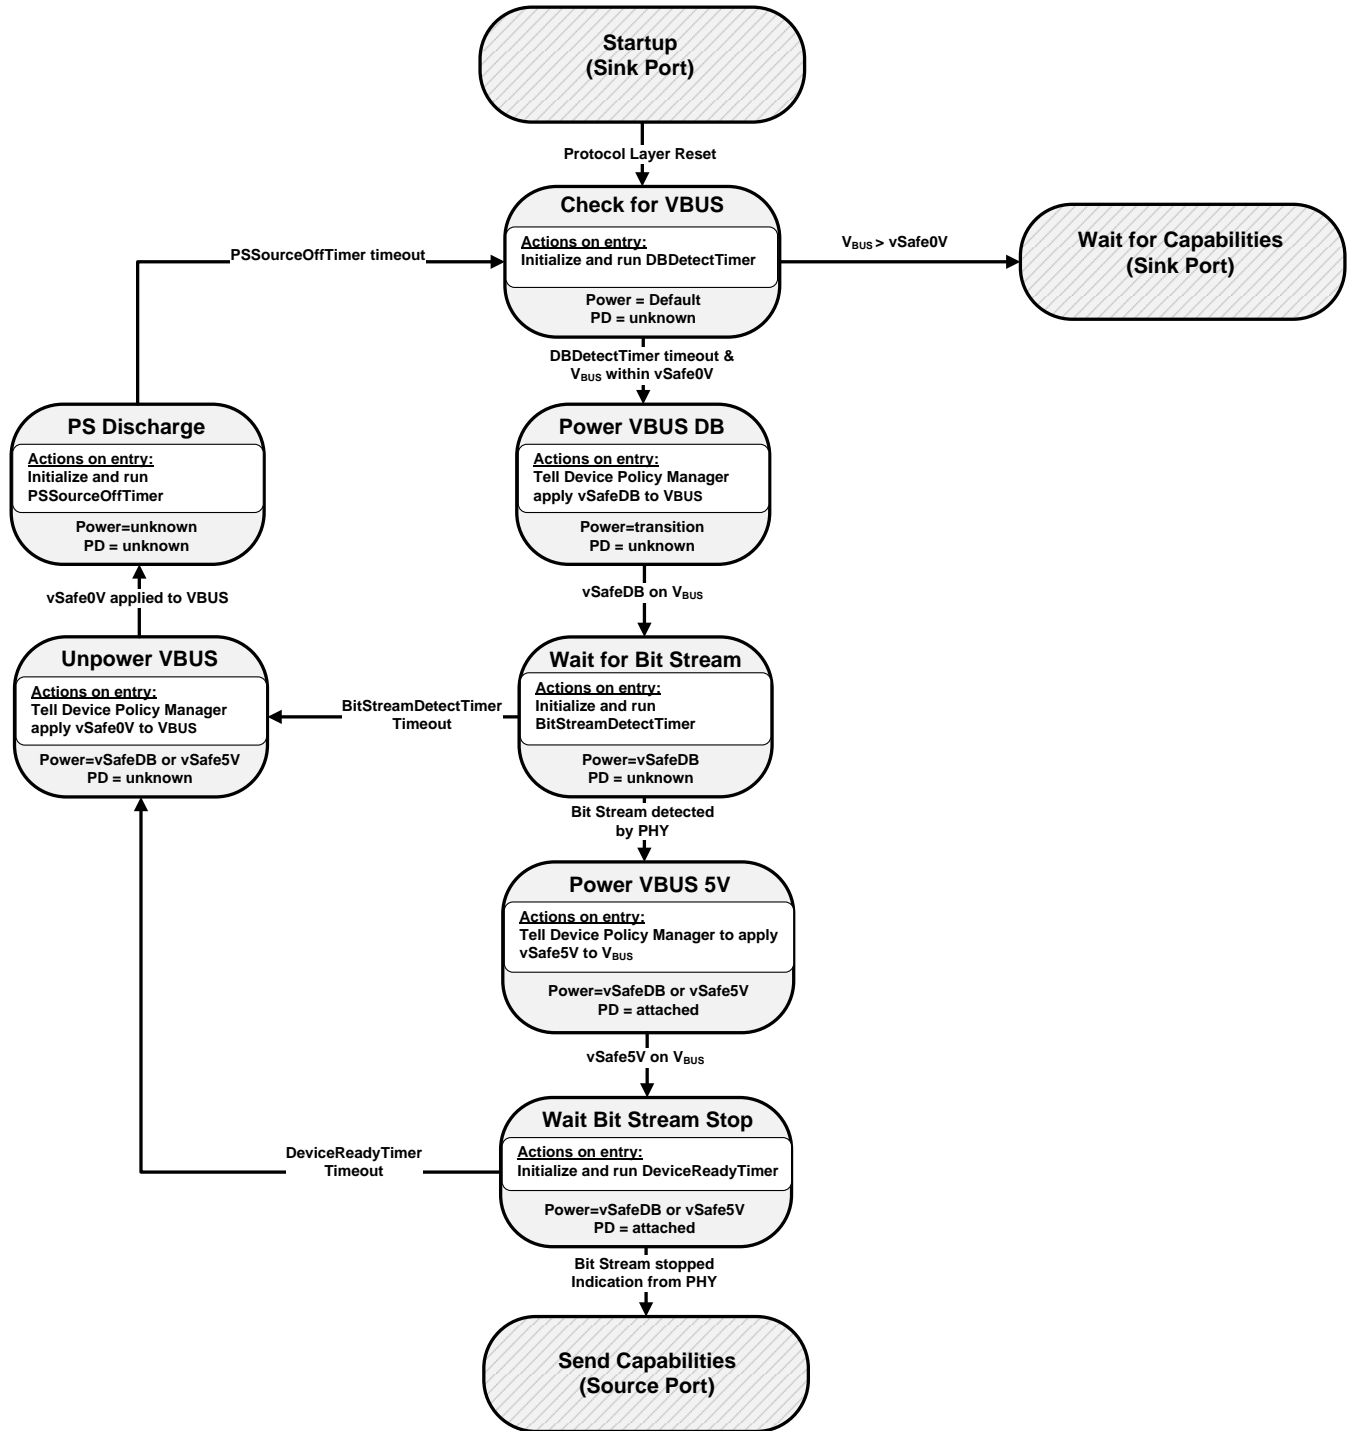 Startup
(Sink Port)
Protocol Layer Reset
Check for VBUS
Actions on entry:
Initialize and run DBDetectTimer
Power = Default
PD = unknown
VBUS > vSafe0V
Wait for Capabilities
(Sink Port)
PSSourceOffTimer timeout
DBDetectTimer timeout &
VBUS within vSafe0V
PS Discharge
Actions on entry:
Initialize and run
PSSourceOffTimer
Power=unknown
PD = unknown
Power VBUS DB
Actions on entry:
Tell Device Policy Manager
apply vSafeDB to VBUS
Power=transition
PD = unknown
vSafe0V applied to VBUS
vSafeDB on VBUS
Unpower VBUS
Actions on entry:
Tell Device Policy Manager
apply vSafe0V to VBUS
Power=vSafeDB or vSafe5V
PD = unknown
BitStreamDetectTimer
Timeout
Wait for Bit Stream
Actions on entry:
Initialize and run
BitStreamDetectTimer
Power=vSafeDB
PD = unknown
Bit Stream detected
by PHY
Power VBUS 5V
Actions on entry:
Tell Device Policy Manager to apply
vSafe5V to VBUS
Power=vSafeDB or vSafe5V
PD = attached
vSafe5V on VBUS
Wait Bit Stream Stop
Actions on entry:
Initialize and run DeviceReadyTimer
Power=vSafeDB or vSafe5V
PD = attached
DeviceReadyTimer
Timeout
Bit Stream stopped
Indication from PHY
Send Capabilities
(Source Port)